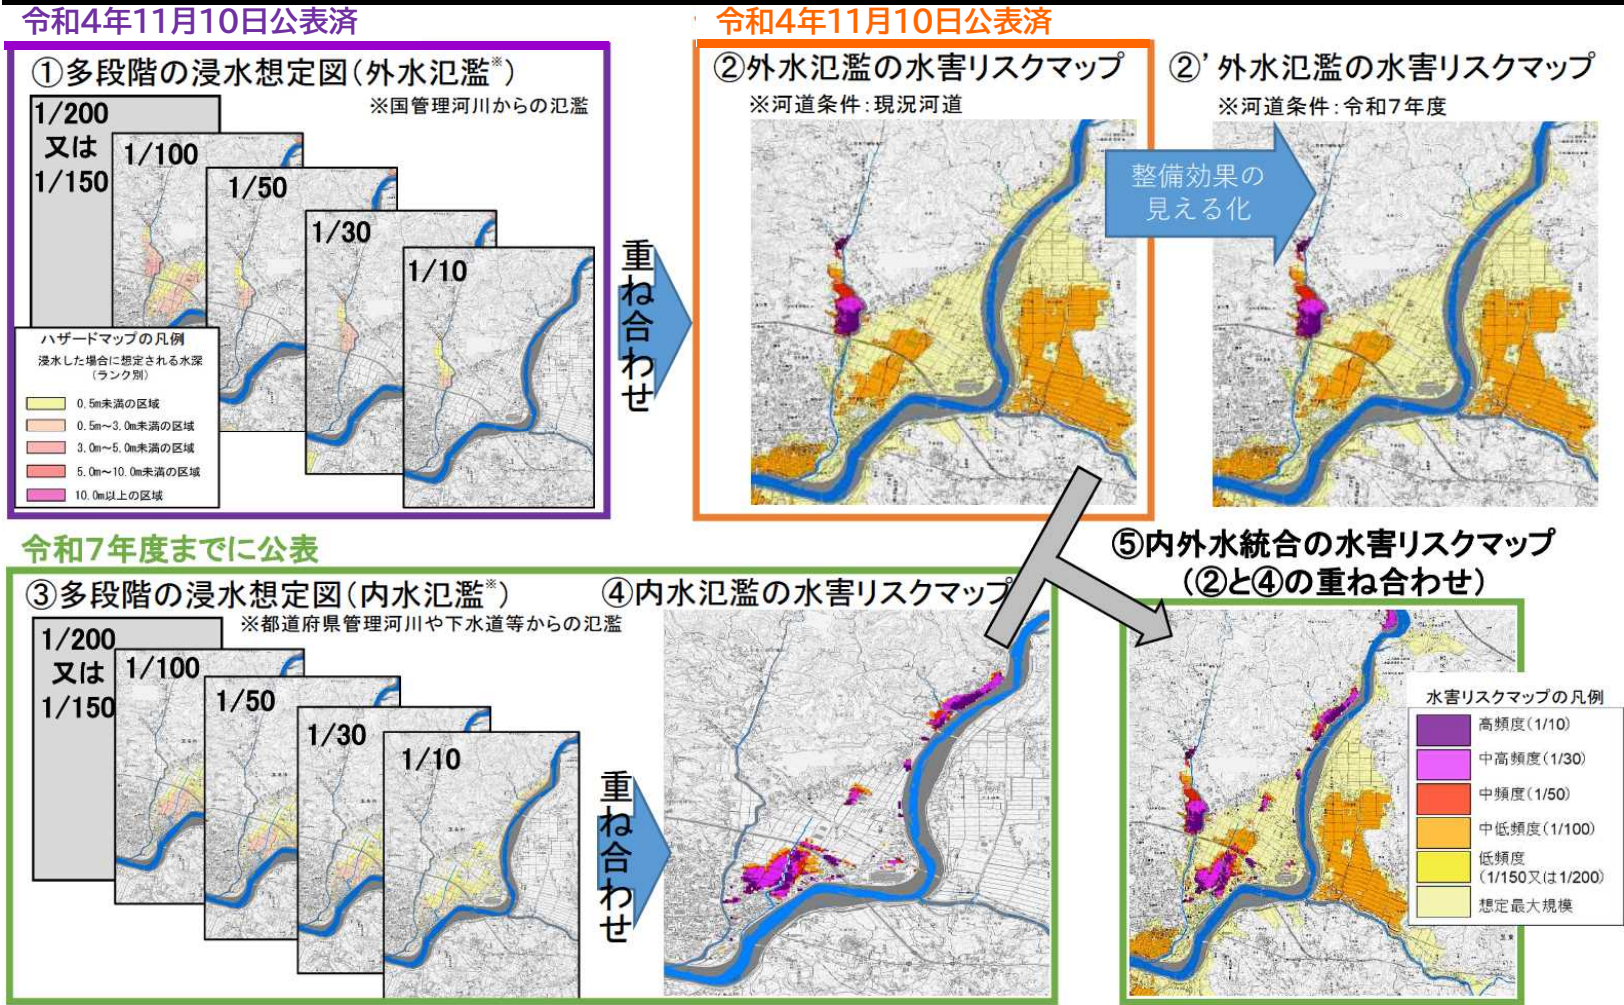 令和4年11月10日公表済
①多段階の浸水想定図(外水氾濫※)
※国管理河川からの氾濫
1/200
又は
1/150
1/100
1/50
1/30
1/10
ハザードマップの凡例
浸水した場合に想定される水深
(ランク別)
0.5m未満の区域
0.5m~3.0m未満の区域
3.0m~5.0m未満の区域
5.0m~10.0m未満の区域
10.0m以上の区域
重ね合わせ
令和4年11月10日公表済
②外水氾濫の水害リスクマップ
※河道条件:現況河道
整備効果の
見える化
②'外水氾濫の水害リスクマップ
※河道条件:令和7年度
令和7年度までに公表
③多段階の浸水想定図(内水氾濫※)
※都道府県管理河川や下水道等からの氾濫
1/200
又は
1/150
1/100
1/50
1/30
1/10
重ね合わせ
④内水氾濫の水害リスクマップ
⑤内外水統合の水害リスクマップ
(②と④の重ね合わせ)
水害リスクマップの凡例
高頻度(1/10)
中高頻度(1/30)
中頻度(1/50)
中低頻度(1/100)
低頻度
(1/150又は1/200)
想定最大規模